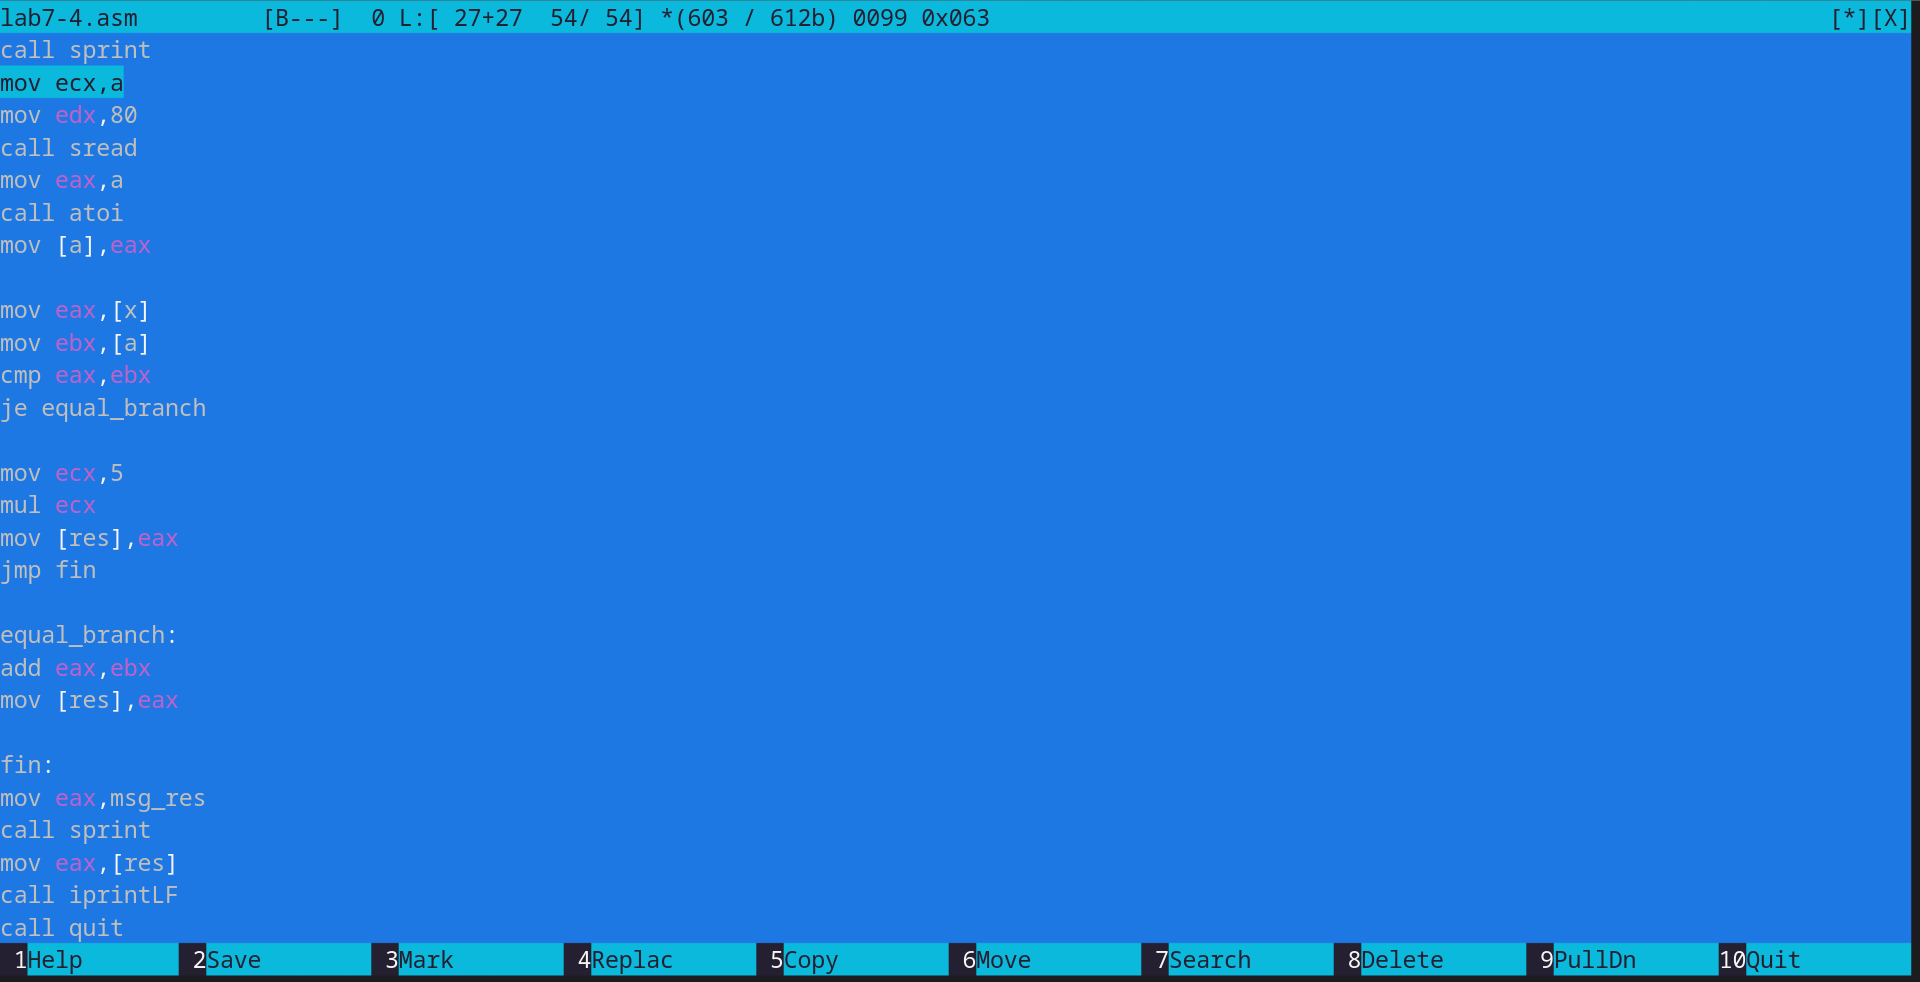 lab7-4.asm [B---] 0 L:[ 27+27 54/ 54] *(603 / 612b) 0099 0x063 [*][X]
call sprint
mov ecx,a
mov edx,80
call sread
mov eax,a
call atoi
mov [a],eax
mov eax,[x]
mov ebx,[a]
cmp eax,ebx
je equal_branch
mov ecx,5
mul ecx
mov [res],eax
jmp fin
equal_branch:
add eax,ebx
mov [res],eax
fin:
mov eax,msg_res
call sprint
mov eax,[res]
call iprintLF
call quit
1Help 2Save 3Mark 4Replac 5Copy 6Move 7Search 8Delete 9PullDn 10Quit